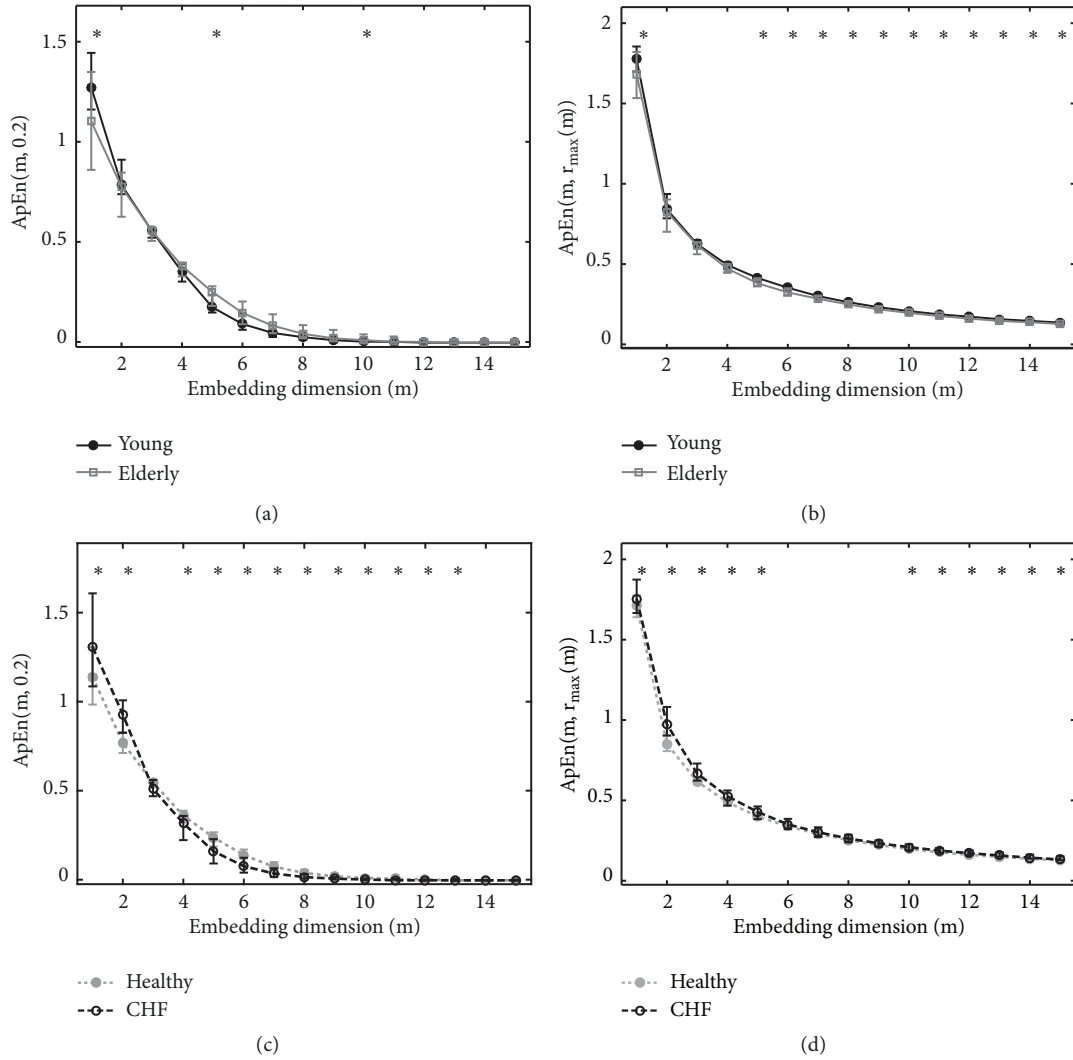 * * *
1.5
1
0.5
0
ApEn(m, 0.2)
2 4 6 8 10 12 14
Embedding dimension (m)
Young
Elderly
(a)
* * * * * * * * * * * *
2
1.5
1
0.5
0
ApEn(m, r_max(m))
2 4 6 8 10 12 14
Embedding dimension (m)
Young
Elderly
(b)
* * * * * * * * * * * *
1.5
1
0.5
0
ApEn(m, 0.2)
2 4 6 8 10 12 14
Embedding dimension (m)
Healthy
CHF
(c)
* * * * * * * * * * *
2
1.5
1
0.5
0
ApEn(m, r_max(m))
2 4 6 8 10 12 14
Embedding dimension (m)
Healthy
CHF
(d)